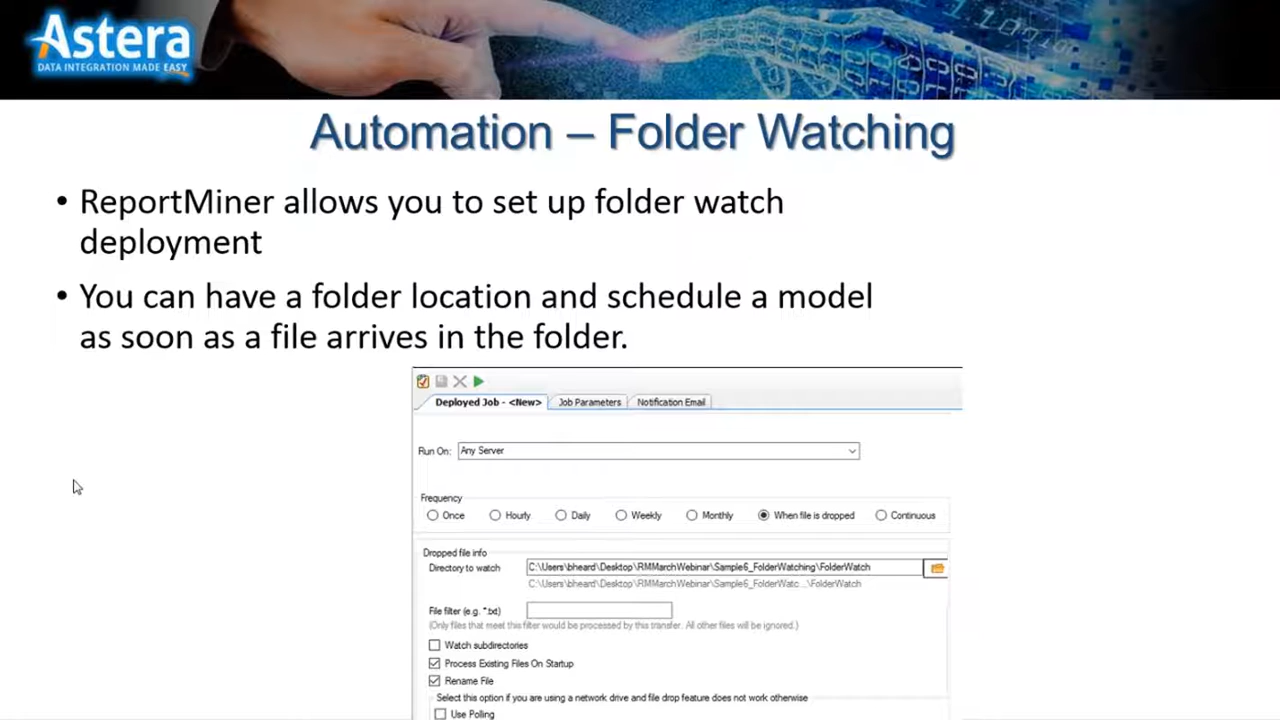 Astera
DATA INTEGRATION MADE EASY
Automation – Folder Watching
• ReportMiner allows you to set up folder watch
deployment
• You can have a folder location and schedule a model
as soon as a file arrives in the folder.
Deployed Job - <New> Job Parameters Notification Email
Run On: Any Server
Frequency
Once Hourly Daily Weekly Monthly When file is dropped Continuous
Dropped file info
Directory to watch C:\Users\bheard\Desktop\RMMarchWebinar\Sample6_FolderWatching\FolderWatch
C:\Users\bheard\Desktop\RMMarchWebinar\Sample6_FolderWatc...\FolderWatch
File filter (e.g. *.txt)
(Only files that meet this filter would be processed by this transfer. All other files will be ignored.)
Watch subdirectories
Process Existing Files On Startup
Rename File
Select this option if you are using a network drive and file drop feature does not work otherwise
Use Polling